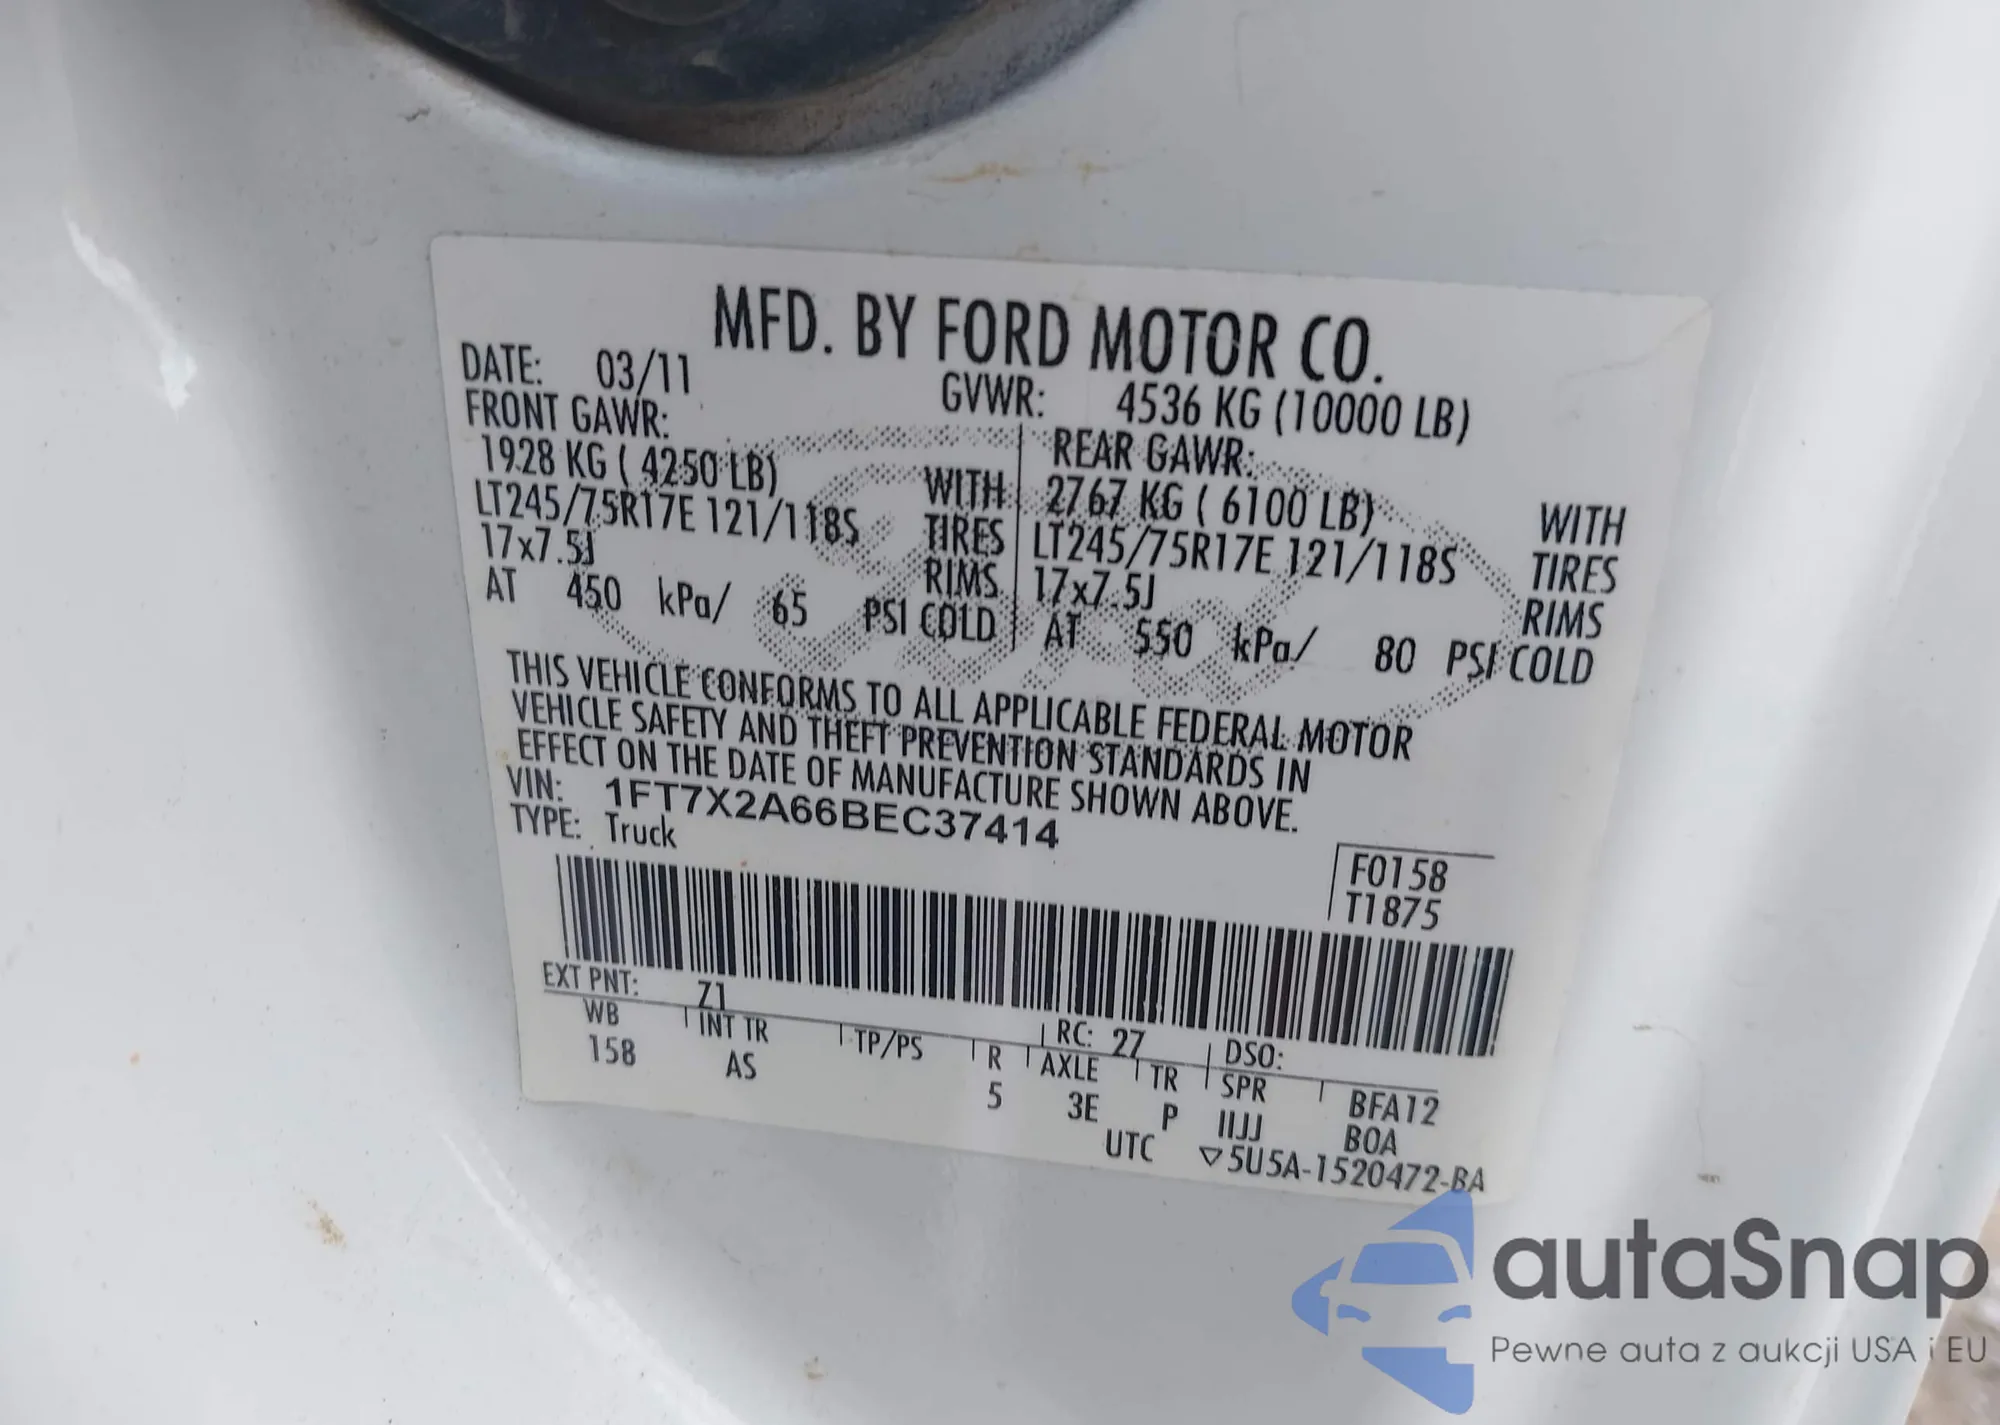 MFD. BY FORD MOTOR CO.
DATE: 03/11 GVWR: 4536 KG (10000 LB)
FRONT GAWR: REAR GAWR:
1928 KG ( 4250 LB) WITH 2767 KG ( 6100 LB) WITH
LT245/75R17E 121/118S TIRES LT245/75R17E 121/118S TIRES
17x7.5J RIMS 17x7.5J RIMS
AT 450 kPa/ 65 PSI COLD AT 550 kPa/ 80 PSI COLD
THIS VEHICLE CONFORMS TO ALL APPLICABLE FEDERAL MOTOR
VEHICLE SAFETY AND THEFT PREVENTION STANDARDS IN
EFFECT ON THE DATE OF MANUFACTURE SHOWN ABOVE.
VIN: 1FT7X2A66BEC37414
TYPE: Truck
F0158
T1875
EXT PNT: Z1 RC: 27 DSO:
WB INT TR TP/PS R AXLE TR SPR BFA12
158 AS 5 3E P IIJJ BOA
UTC ▽5U5A-1520472-BA
autaSnap
Pewne auta z aukcji USA i EU